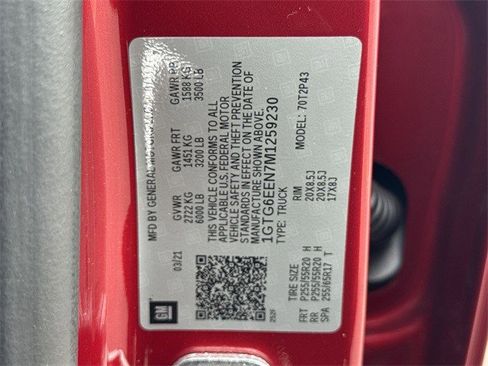 MFD BY GENERAL MOTORS
03/21 GVWR GAWR FRT GAWR RR
2722 KG 1451 KG 1588 KG
6000 LB 3200 LB 3500 LB
THIS VEHICLE CONFORMS TO ALL
APPLICABLE U.S. FEDERAL MOTOR
VEHICLE SAFETY AND THEFT PREVENTION
STANDARDS IN EFFECT ON THE DATE OF
MANUFACTURE SHOWN ABOVE.
1GTG6EEN7M1259230
TYPE: TRUCK MODEL: 70T2P43
TIRE SIZE RIM
FRT P255/55R20 H 20X8.5J
RR P255/55R20 H 20X8.5J
SPA 255/65R17 T 17X8J
GM
252F